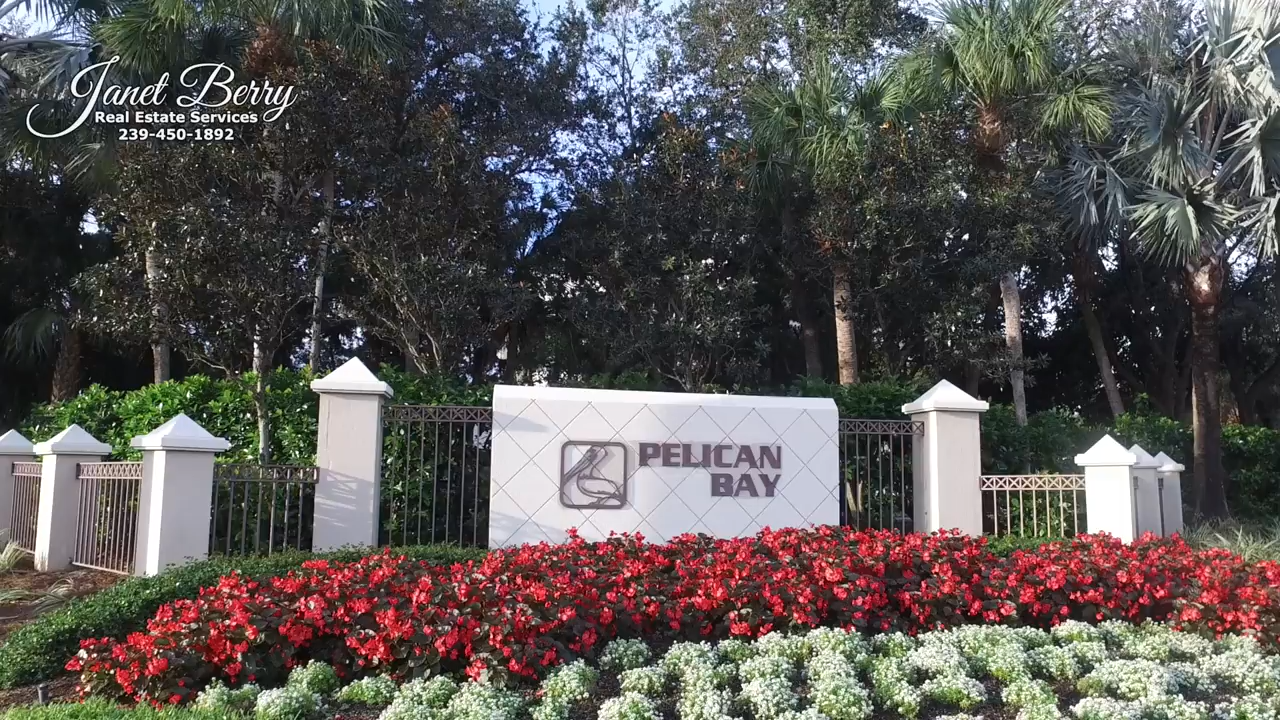 Janet Berry
Real Estate Services
239-450-1892
PELICAN
BAY